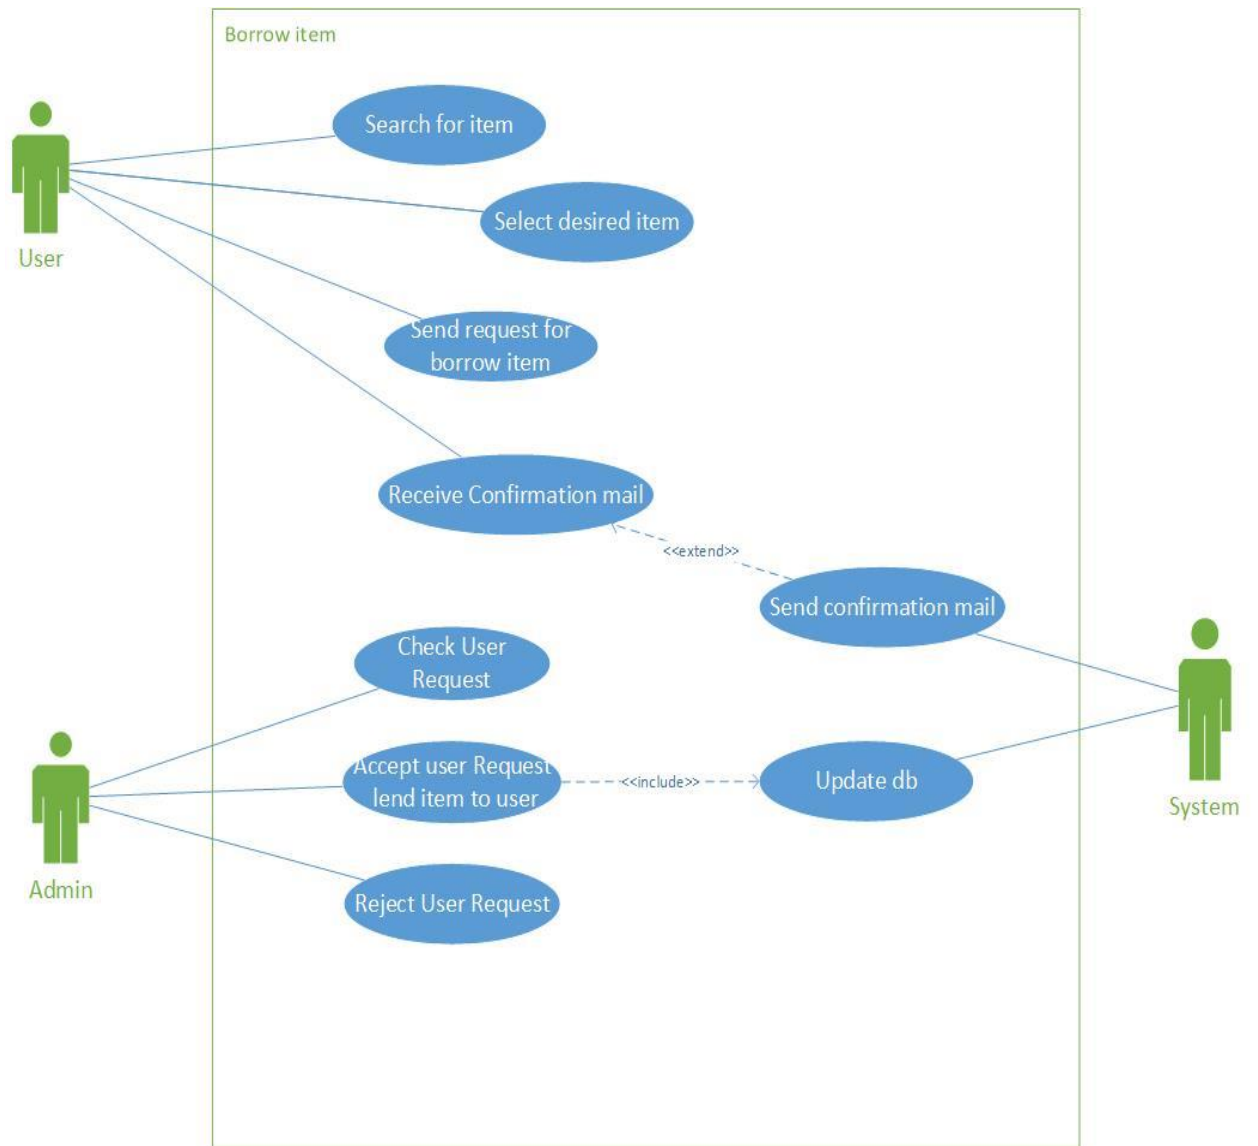 Borrow item
Search for item
User
Select desired item
Send request for
borrow item
Receive Confirmation mail
<<extend>>
Send confirmation mail
Check User
Request
Accept user Request
lend item to user
<<include>>
Update db
System
Admin
Reject User Request